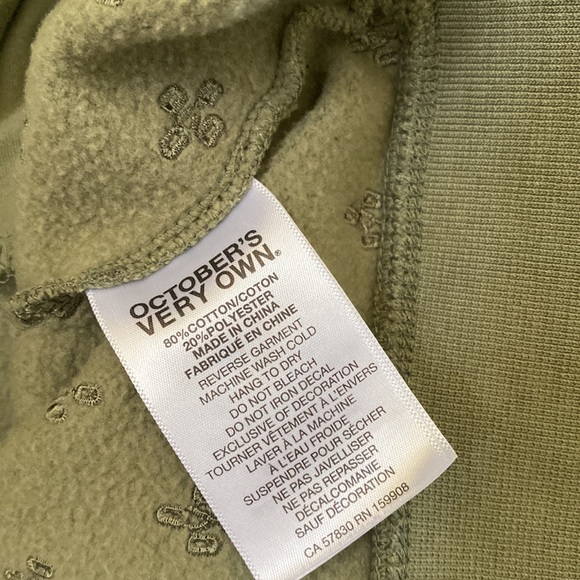 OCTOBER'S
VERY OWN®
80%COTTON/COTON
20%POLYESTER
MADE IN CHINA
FABRIQUÉ EN CHINE
REVERSE GARMENT
MACHINE WASH COLD
HANG TO DRY
DO NOT BLEACH
DO NOT IRON DECAL
EXCLUSIVE OF DECORATION
TOURNER VETÊMENT À L'ENVERS
LAVER À LA MACHINE
À L'EAU FROIDE
SUSPENDRE POUR SÉCHER
NE PAS JAVELLISER
NE PAS REPASSER
DÉCALCOMANIE
SAUF DÉCORATION
CA 57830 RN 159908